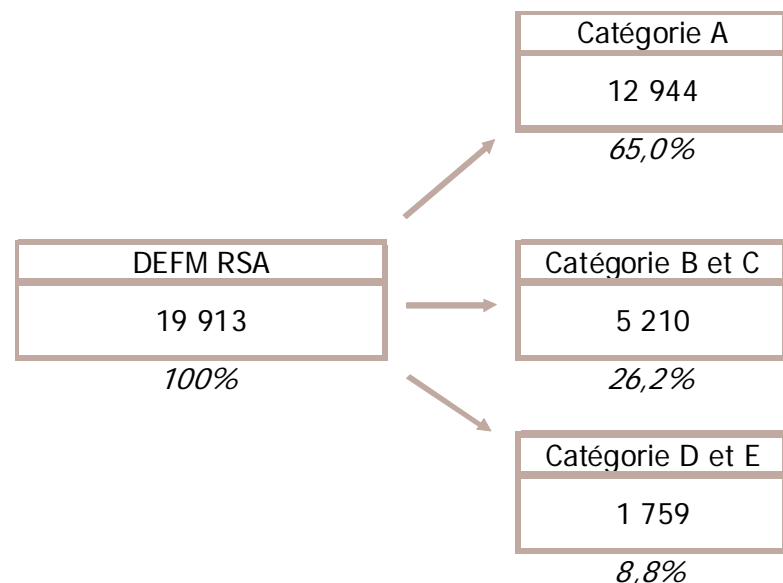 Catégorie A
12 944
65,0%
DEFM RSA
19 913
100%
Catégorie B et C
5 210
26,2%
Catégorie D et E
1 759
8,8%